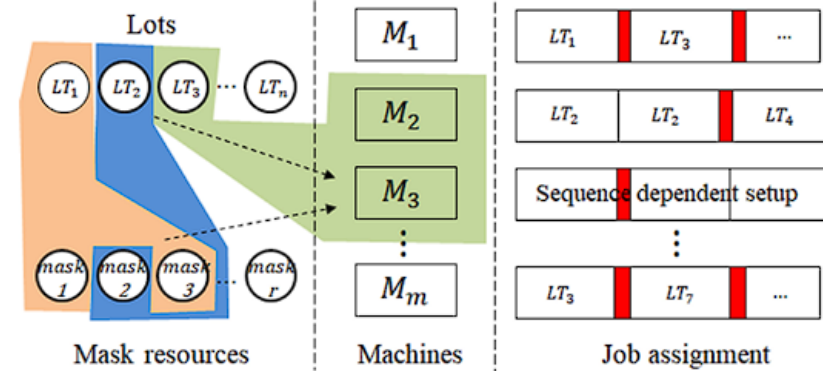 Lots
LT1 LT2 LT3 ... LTn
mask 1 mask 2 mask 3 ... mask r
Mask resources
M1
M2
M3
⋮
Mm
Machines
LT1 LT3 ...
LT2 LT2 LT4
Sequence dependent setup
⋮
LT3 LT7 ...
Job assignment